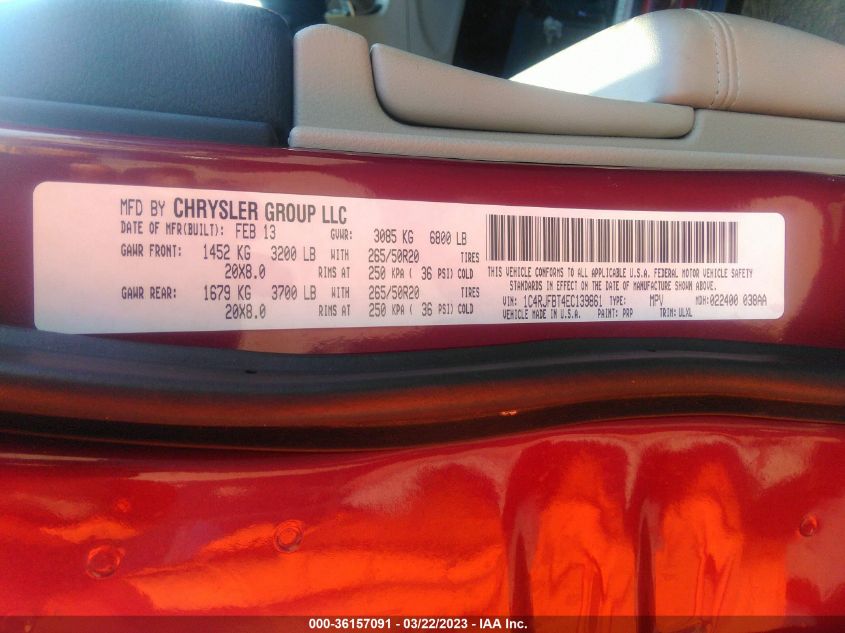 MFD BY CHRYSLER GROUP LLC
DATE OF MFR(BUILT): FEB 13 GVWR: 3085 KG 6800 LB
GAWR FRONT: 1452 KG 3200 LB WITH 265/50R20 TIRES
20X8.0 RIMS AT 250 KPA ( 36 PSI) COLD
GAWR REAR: 1679 KG 3700 LB WITH 265/50R20 TIRES
20X8.0 RIMS AT 250 KPA ( 36 PSI) COLD
THIS VEHICLE CONFORMS TO ALL APPLICABLE U.S.A. FEDERAL MOTOR VEHICLE SAFETY
STANDARDS IN EFFECT ON DATE OF MANUFACTURE SHOWN ABOVE.
VIN: 1C4RJFBT4EC139861 TYPE: MPV MDH: 022400 038AA
VEHICLE MADE IN U.S.A. PAINT: PRP TRIM: ULXL
000-36157091 - 03/22/2023 - IAA Inc.